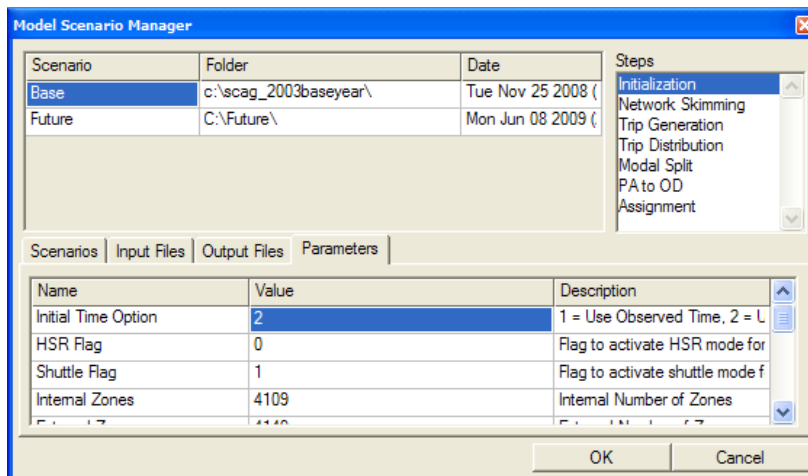 Model Scenario Manager
Scenario Folder Date
Base c:\scag_2003baseyear\ Tue Nov 25 2008 (
Future C:\Future\ Mon Jun 08 2009 (
Steps
Initialization
Network Skimming
Trip Generation
Trip Distribution
Modal Split
PA to OD
Assignment
Scenarios Input Files Output Files Parameters
Name Value Description
Initial Time Option 2 1 = Use Observed Time, 2 = U
HSR Flag 0 Flag to activate HSR mode for
Shuttle Flag 1 Flag to activate shuttle mode f
Internal Zones 4109 Internal Number of Zones
OK Cancel